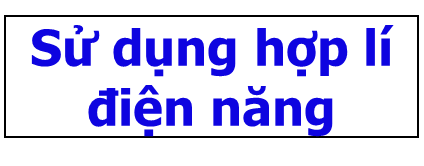 Sử dụng hợp lí
điện năng